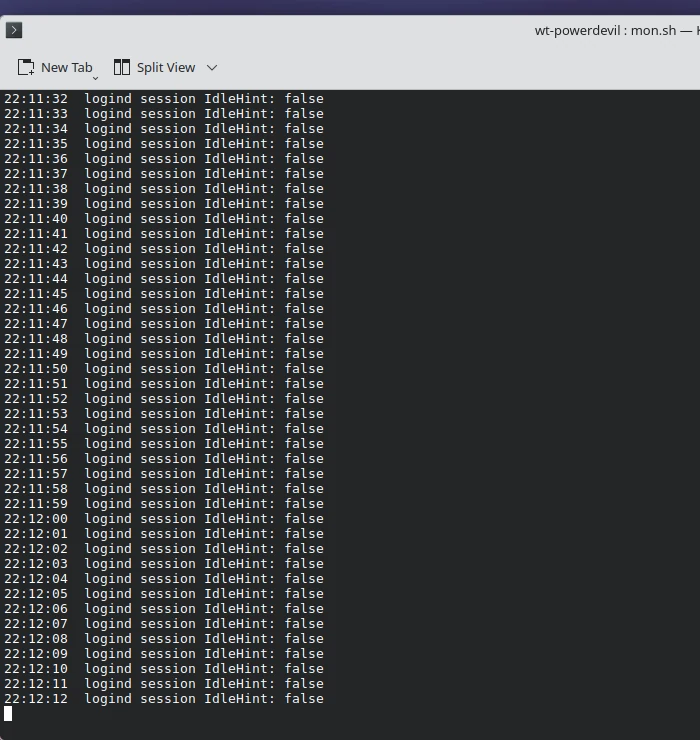 wt-powerdevil : mon.sh —
New Tab Split View
22:11:32 logind session IdleHint: false
22:11:33 logind session IdleHint: false
22:11:34 logind session IdleHint: false
22:11:35 logind session IdleHint: false
22:11:36 logind session IdleHint: false
22:11:37 logind session IdleHint: false
22:11:38 logind session IdleHint: false
22:11:39 logind session IdleHint: false
22:11:40 logind session IdleHint: false
22:11:41 logind session IdleHint: false
22:11:42 logind session IdleHint: false
22:11:43 logind session IdleHint: false
22:11:44 logind session IdleHint: false
22:11:45 logind session IdleHint: false
22:11:46 logind session IdleHint: false
22:11:47 logind session IdleHint: false
22:11:48 logind session IdleHint: false
22:11:49 logind session IdleHint: false
22:11:50 logind session IdleHint: false
22:11:51 logind session IdleHint: false
22:11:52 logind session IdleHint: false
22:11:53 logind session IdleHint: false
22:11:54 logind session IdleHint: false
22:11:55 logind session IdleHint: false
22:11:56 logind session IdleHint: false
22:11:57 logind session IdleHint: false
22:11:58 logind session IdleHint: false
22:11:59 logind session IdleHint: false
22:12:00 logind session IdleHint: false
22:12:01 logind session IdleHint: false
22:12:02 logind session IdleHint: false
22:12:03 logind session IdleHint: false
22:12:04 logind session IdleHint: false
22:12:05 logind session IdleHint: false
22:12:06 logind session IdleHint: false
22:12:07 logind session IdleHint: false
22:12:08 logind session IdleHint: false
22:12:09 logind session IdleHint: false
22:12:10 logind session IdleHint: false
22:12:11 logind session IdleHint: false
22:12:12 logind session IdleHint: false